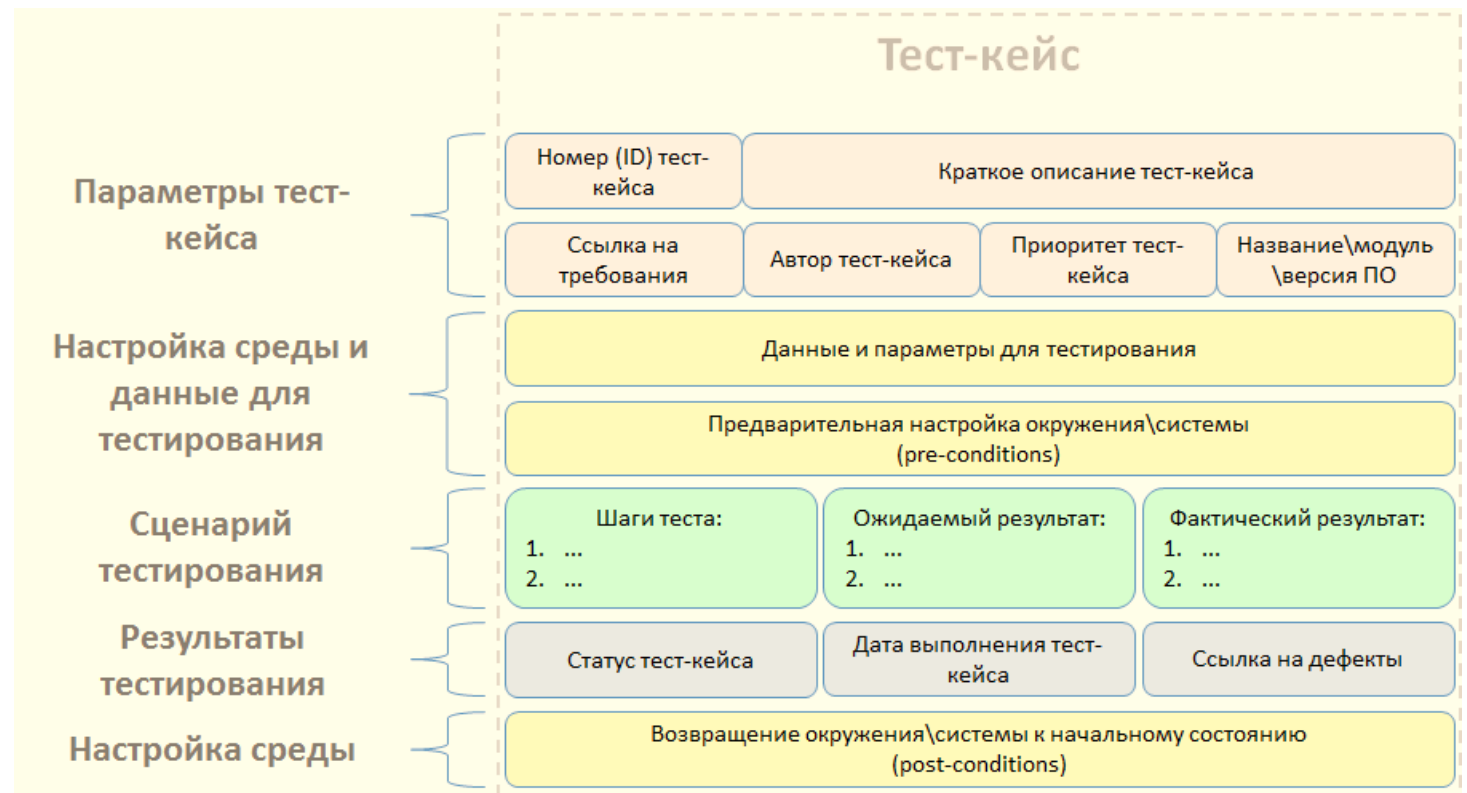 Тест-кейс
Параметры тест-
кейса
Номер (ID) тест-
кейса
Краткое описание тест-кейса
Ссылка на
требования
Автор тест-кейса
Приоритет тест-
кейса
Название\модуль
\версия ПО
Настройка среды и
данные для
тестирования
Данные и параметры для тестирования
Предварительная настройка окружения\системы
(pre-conditions)
Сценарий
тестирования
Шаги теста:
1. ...
2. ...
Ожидаемый результат:
1. ...
2. ...
Фактический результат:
1. ...
2. ...
Результаты
тестирования
Статус тест-кейса
Дата выполнения тест-
кейса
Ссылка на дефекты
Настройка среды
Возвращение окружения\системы к начальному состоянию
(post-conditions)